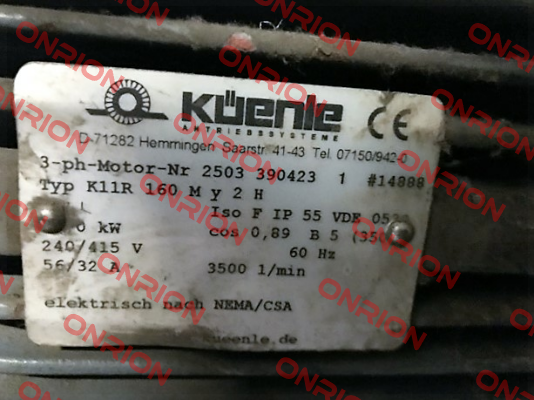 KÜenle
ANTRIEBSSYSTEME
CE
D-71282 Hemmingen Saarstr. 41-43 Tel. 07150/942-0
3-ph-Motor-Nr 2503 390423 1 #14888
Typ K11R 160 M y 2 H
Iso F IP 55 VDE
kW cos 0,89 B 5
240/415 V 60 Hz
56/32 A 3500 1/min
elektrisch nach NEMA/CSA
kueenle.de
ONRION